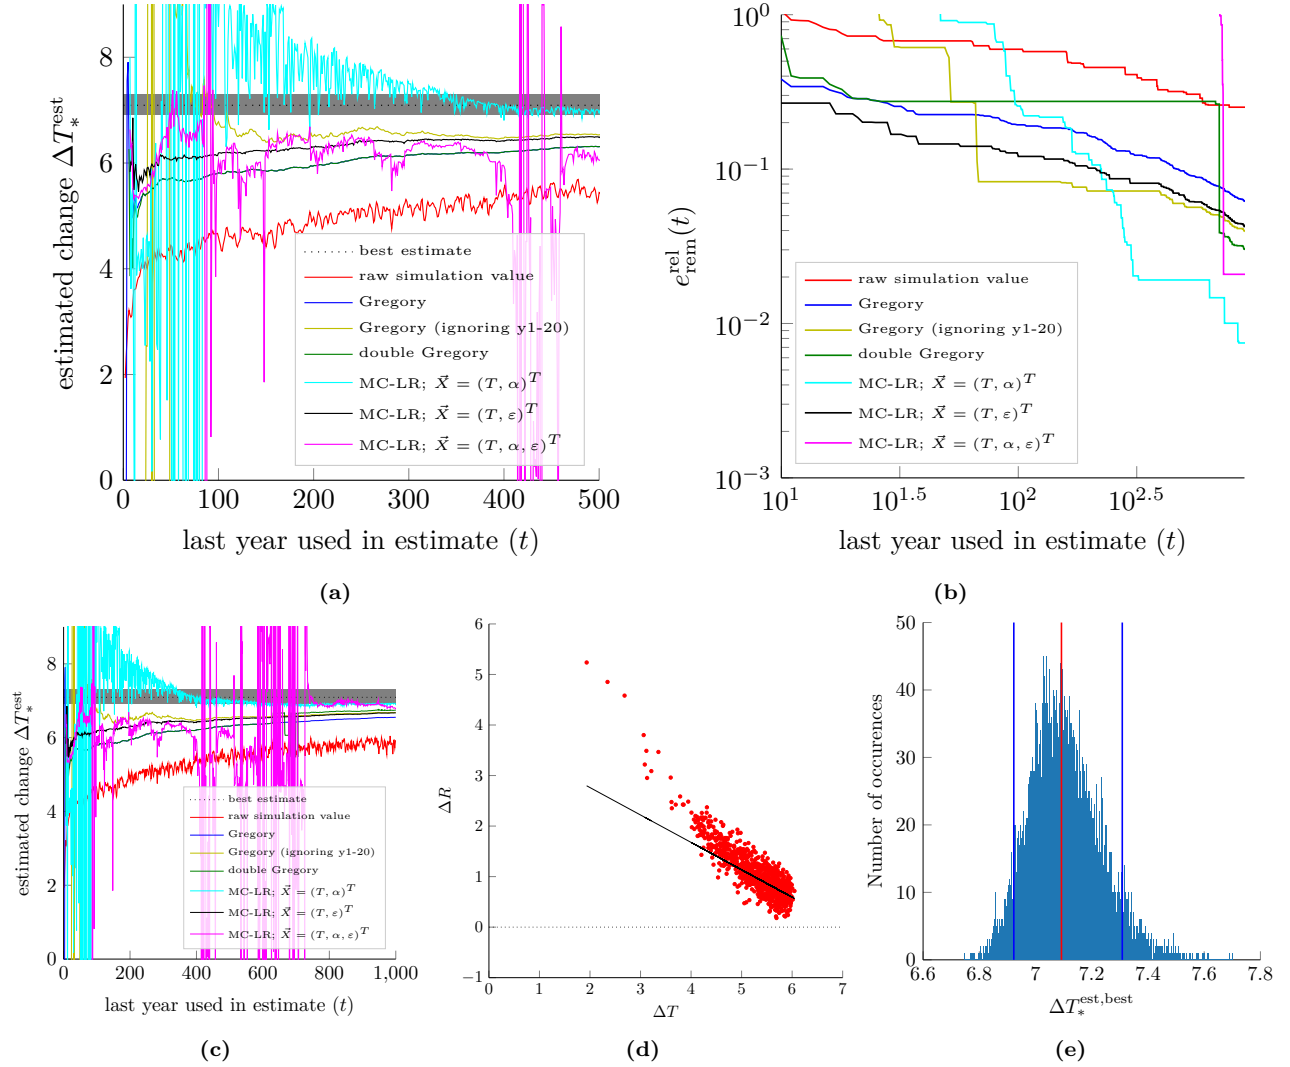 8
6
4
2
0
0
100
200
300
400
500
estimated change ΔT*^est
last year used in estimate (t)
best estimate
raw simulation value
Gregory
Gregory (ignoring y1-20)
double Gregory
MC-LR; X⃗ = (T, α)^T
MC-LR; X⃗ = (T, ε)^T
MC-LR; X⃗ = (T, α, ε)^T
(a)
10^0
10^−1
10^−2
10^−3
10^1
10^1.5
10^2
10^2.5
e_rem^rel(t)
last year used in estimate (t)
raw simulation value
Gregory
Gregory (ignoring y1-20)
double Gregory
MC-LR; X⃗ = (T, α)^T
MC-LR; X⃗ = (T, ε)^T
MC-LR; X⃗ = (T, α, ε)^T
(b)
8
6
4
2
0
0
200
400
600
800
1,000
estimated change ΔT*^est
last year used in estimate (t)
best estimate
raw simulation value
Gregory
Gregory (ignoring y1-20)
double Gregory
MC-LR; X⃗ = (T, α)^T
MC-LR; X⃗ = (T, ε)^T
MC-LR; X⃗ = (T, α, ε)^T
(c)
6
5
4
3
2
1
0
−1
0
1
2
3
4
5
6
7
ΔR
ΔT
(d)
50
40
30
20
10
0
6.6
6.8
7
7.2
7.4
7.6
7.8
Number of occurences
ΔT*^est,best
(e)